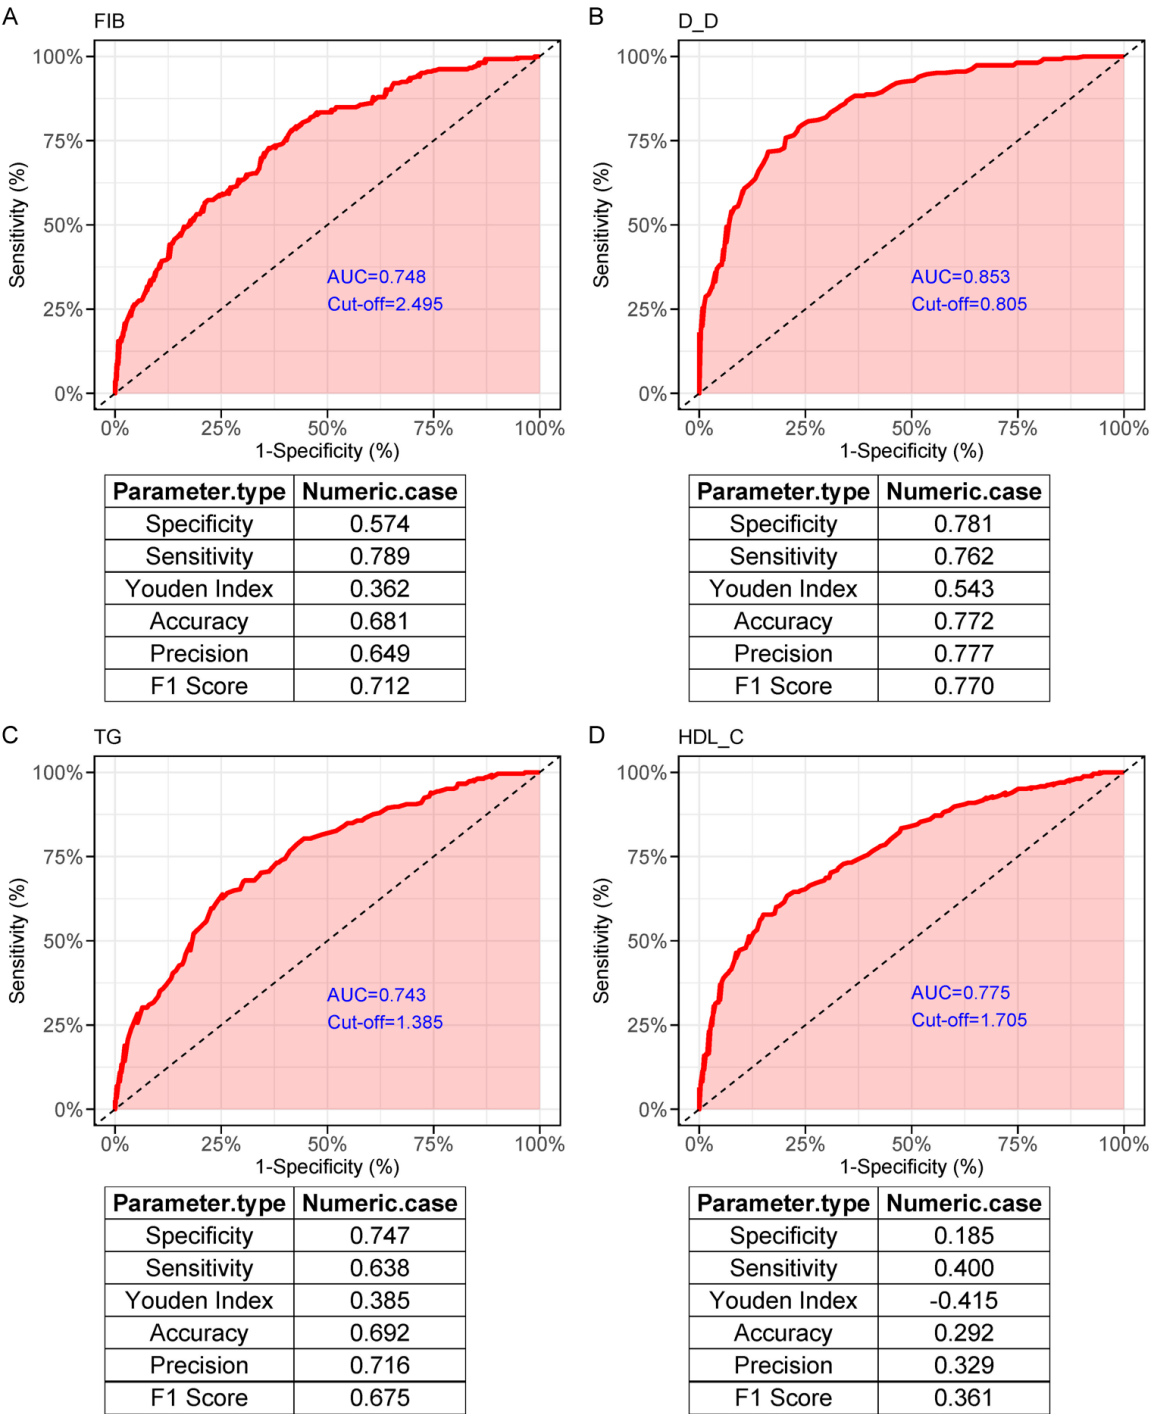 A
FIB
100%
75%
50%
25%
0%
Sensitivity (%)
AUC=0.748
Cut-off=2.495
0% 25% 50% 75% 100%
1-Specificity (%)
Parameter.type Numeric.case
Specificity 0.574
Sensitivity 0.789
Youden Index 0.362
Accuracy 0.681
Precision 0.649
F1 Score 0.712
B
D_D
100%
75%
50%
25%
0%
Sensitivity (%)
AUC=0.853
Cut-off=0.805
0% 25% 50% 75% 100%
1-Specificity (%)
Parameter.type Numeric.case
Specificity 0.781
Sensitivity 0.762
Youden Index 0.543
Accuracy 0.772
Precision 0.777
F1 Score 0.770
C
TG
100%
75%
50%
25%
0%
Sensitivity (%)
AUC=0.743
Cut-off=1.385
0% 25% 50% 75% 100%
1-Specificity (%)
Parameter.type Numeric.case
Specificity 0.747
Sensitivity 0.638
Youden Index 0.385
Accuracy 0.692
Precision 0.716
F1 Score 0.675
D
HDL_C
100%
75%
50%
25%
0%
Sensitivity (%)
AUC=0.775
Cut-off=1.705
0% 25% 50% 75% 100%
1-Specificity (%)
Parameter.type Numeric.case
Specificity 0.185
Sensitivity 0.400
Youden Index -0.415
Accuracy 0.292
Precision 0.329
F1 Score 0.361